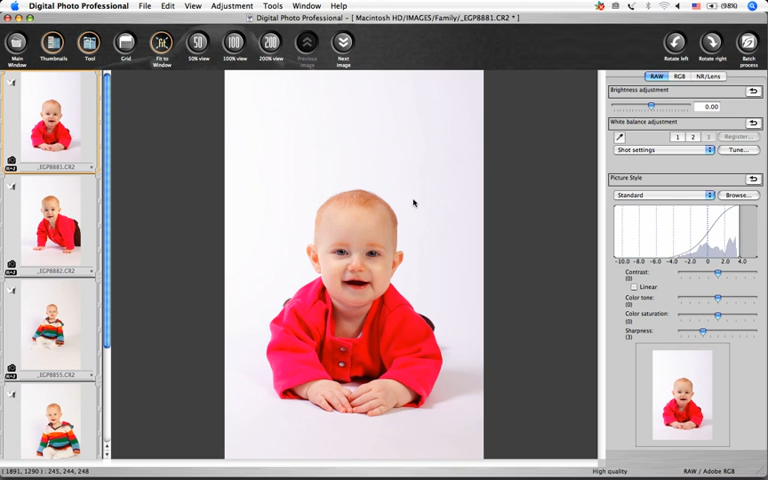 Digital Photo Professional File Edit View Adjustment Tools Window Help (98%)
Digital Photo Professional - [ Macintosh HD/IMAGES/Family/_EGP8881.CR2 * ]
Main Window
Thumbnails
Tool
Grid
Fit to Window
50
50% view
100
100% view
200
200% view
Previous image
Next image
Rotate left
Rotate right
Batch process
_EGP8881.CR2
_EGP8882.CR2
_EGP8855.CR2
RAW RGB NR/Lens
Brightness adjustment
0.00
White balance adjustment
1 2 3 Register...
Shot settings Tune...
Picture Style
Standard Browse...
-10.0 -8.0 -6.0 -4.0 -2.0 0.0 2.0 4.0
Contrast:
(0)
Linear
Color tone:
(0)
Color saturation:
(0)
Sharpness:
(3)
( 1891, 1290 ) : 245, 244, 248 High quality RAW / Adobe RGB